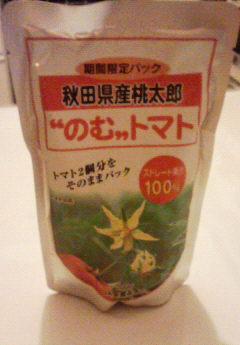 期間限定パック
秋田県産桃太郎
“のむ„トマト
トマト2個分を
そのままパック
ストレート果汁
100%